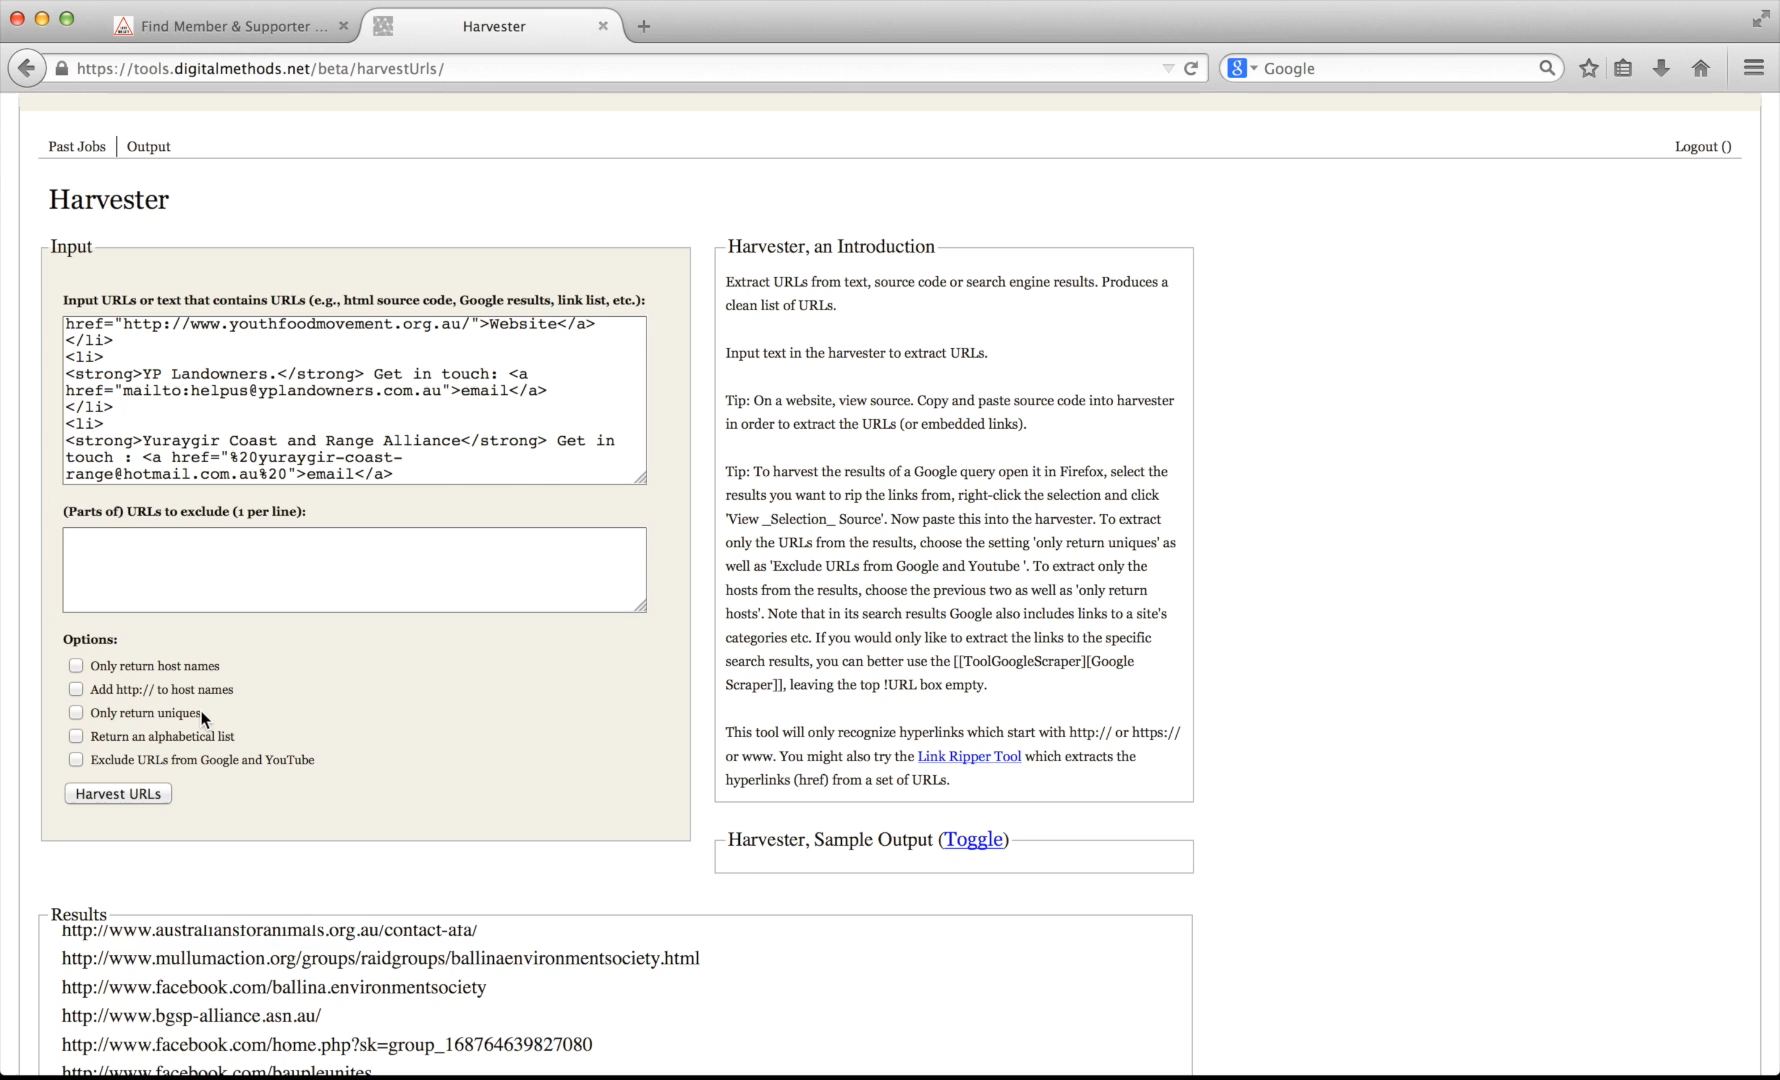 Find Member & Supporter ...
Harvester
https://tools.digitalmethods.net/beta/harvestUrls/
Google
Past Jobs
Output
Logout ()
Harvester
Input
Input URLs or text that contains URLs (e.g., html source code, Google results, link list, etc.):
href="http://www.youthfoodmovement.org.au/">Website</a>
</li>
<li>
<strong>YP Landowners.</strong> Get in touch: <a
href="mailto:helpus@yplandowners.com.au">email</a>
</li>
<li>
<strong>Yuraygir Coast and Range Alliance</strong> Get in
touch : <a href="%20yuraygir-coast-
range@hotmail.com.au%20">email</a>
(Parts of) URLs to exclude (1 per line):
Options:
Only return host names
Add http:// to host names
Only return uniques
Return an alphabetical list
Exclude URLs from Google and YouTube
Harvest URLs
Harvester, an Introduction
Extract URLs from text, source code or search engine results. Produces a
clean list of URLs.
Input text in the harvester to extract URLs.
Tip: On a website, view source. Copy and paste source code into harvester
in order to extract the URLs (or embedded links).
Tip: To harvest the results of a Google query open it in Firefox, select the
results you want to rip the links from, right-click the selection and click
'View _Selection_ Source'. Now paste this into the harvester. To extract
only the URLs from the results, choose the setting 'only return uniques' as
well as 'Exclude URLs from Google and Youtube '. To extract only the
hosts from the results, choose the previous two as well as 'only return
hosts'. Note that in its search results Google also includes links to a site's
categories etc. If you would only like to extract the links to the specific
search results, you can better use the [[ToolGoogleScraper][Google
Scraper]], leaving the top !URL box empty.
This tool will only recognize hyperlinks which start with http:// or https://
or www. You might also try the Link Ripper Tool which extracts the
hyperlinks (href) from a set of URLs.
Harvester, Sample Output (Toggle)
Results
http://www.australiansforanimals.org.au/contact-afa/
http://www.mullumaction.org/groups/raidgroups/ballinaenvironmentsociety.html
http://www.facebook.com/ballina.environmentsociety
http://www.bgsp-alliance.asn.au/
http://www.facebook.com/home.php?sk=group_168764639827080
http://www.facebook.com/baupleunites